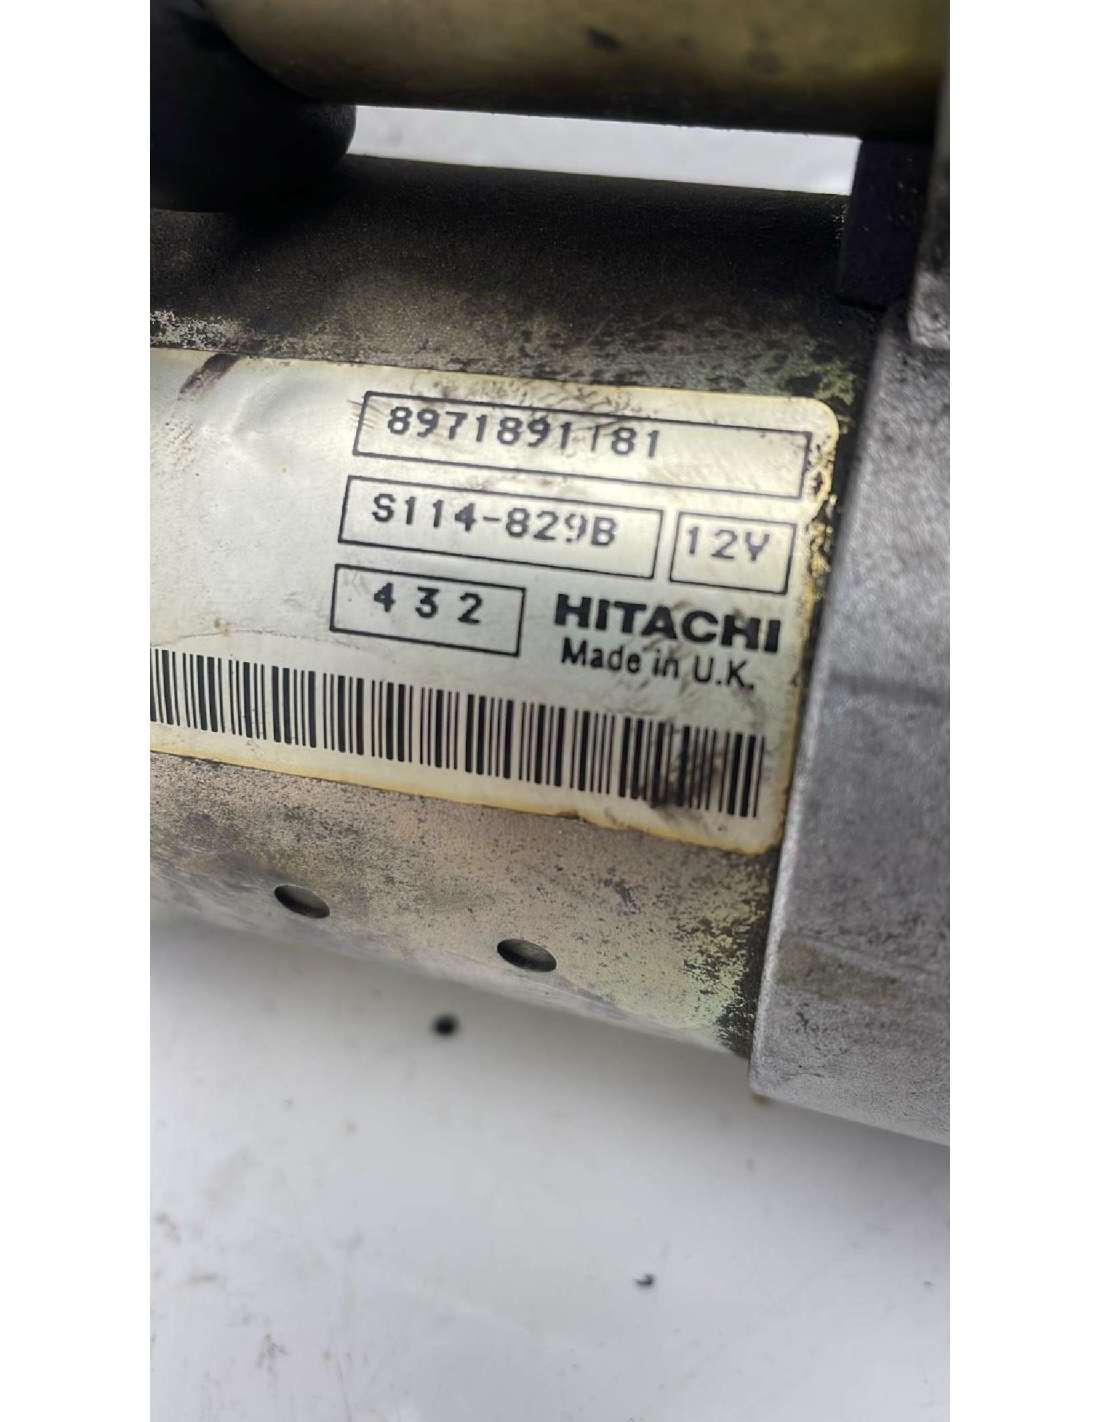 8971891181
S114-829B 12V
432 HITACHI
Made in U.K.